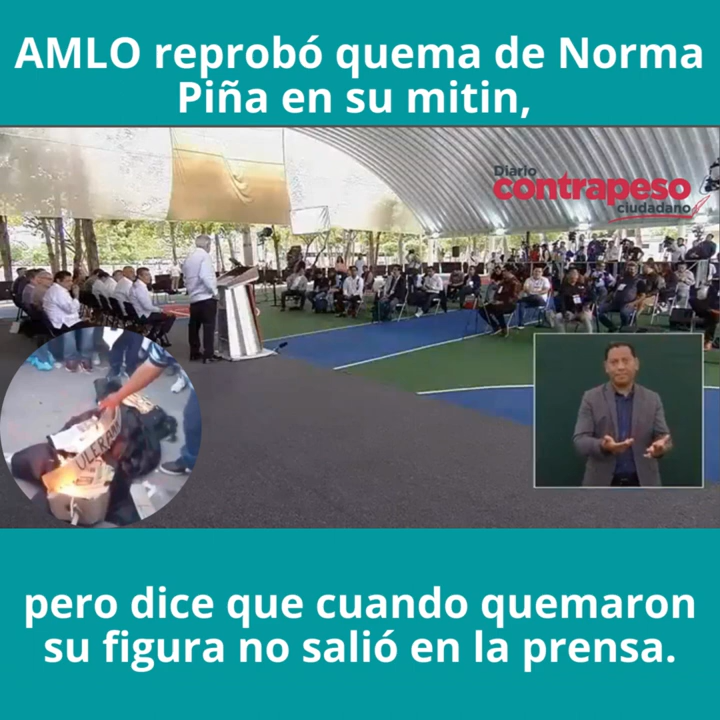 AMLO reprobó quema de Norma
Piña en su mitin,
Diario
contrapeso
ciudadano
pero dice que cuando quemaron
su figura no salió en la prensa.